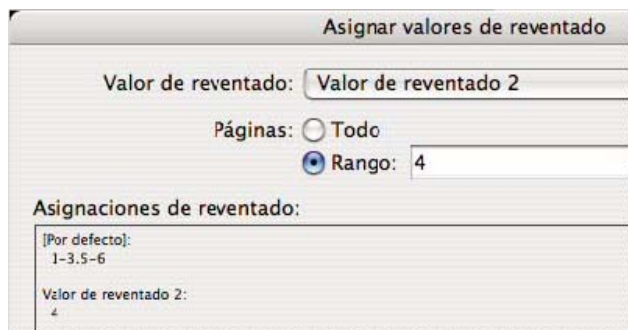 Asignar valores de reventado
Valor de reventado: Valor de reventado 2
Páginas: Todo
Rango: 4
Asignaciones de reventado:
[Por defecto]:
1-3.5-6
Valor de reventado 2:
4